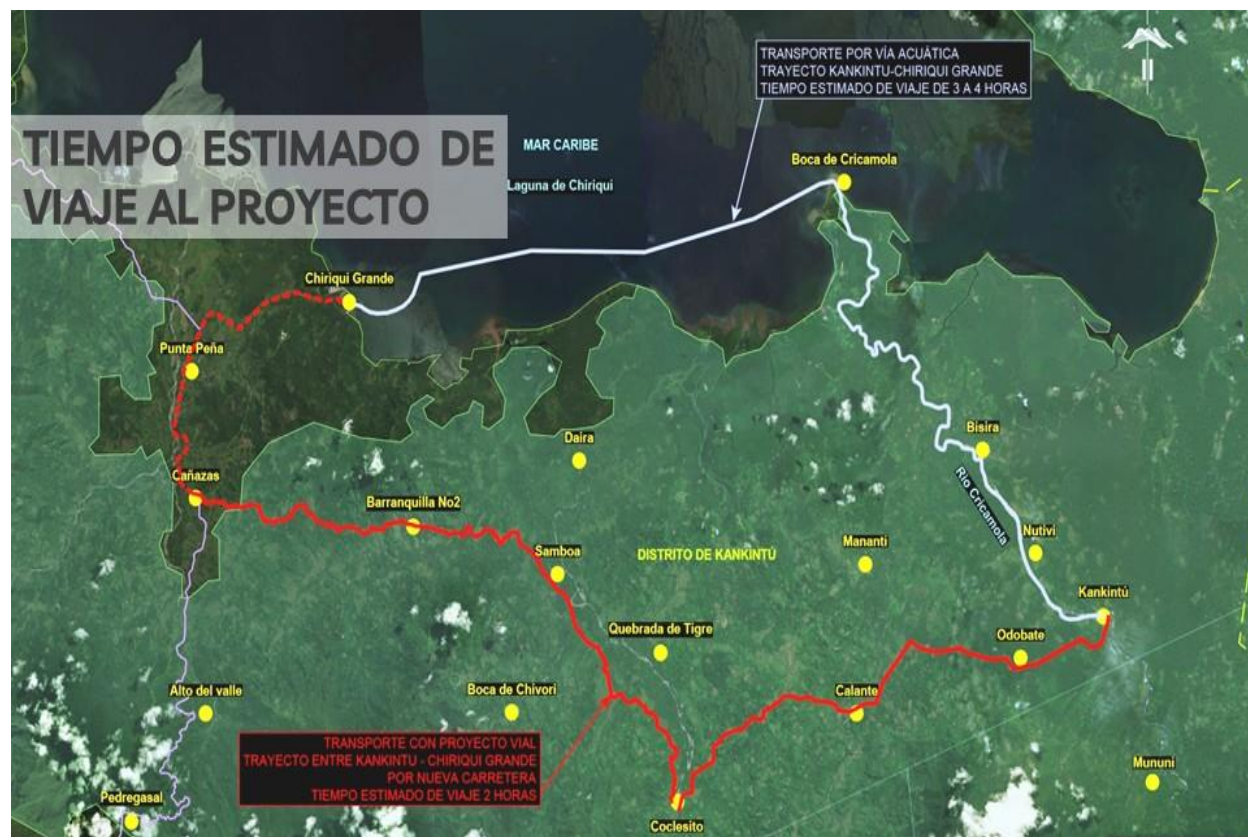 TRANSPORTE POR VÍA ACUÁTICA
TRAYECTO KANKINTU-CHIRIQUI GRANDE
TIEMPO ESTIMADO DE VIAJE DE 3 A 4 HORAS
TIEMPO ESTIMADO DE
VIAJE AL PROYECTO
MAR CARIBE
Laguna de Chiriqui
Boca de Cricamola
Chiriqui Grande
Punta Peña
Daira
Bisira
Cañazas
Barranquilla No2
Rio Cricamola
Samboa
DISTRITO DE KANKINTÚ
Mananti
Nutivi
Kankintú
Quebrada de Tigre
Odobate
Alto del valle
Boca de Chivori
Calante
TRANSPORTE CON PROYECTO VIAL
TRAYECTO ENTRE KANKINTU - CHIRIQUI GRANDE
POR NUEVA CARRETERA
TIEMPO ESTIMADO DE VIAJE 2 HORAS
Mununi
Pedregasal
Coclesito